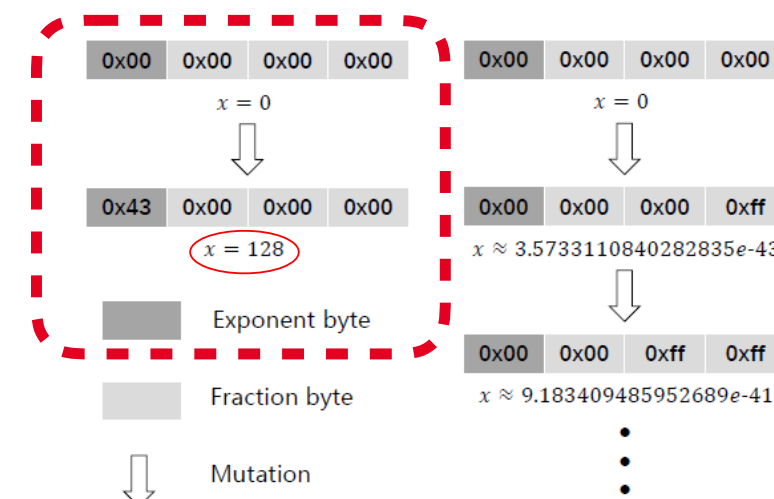 0x00 0x00 0x00 0x00
x = 0
0x43 0x00 0x00 0x00
x = 128
Exponent byte
Fraction byte
Mutation
0x00 0x00 0x00 0x00
x = 0
0x00 0x00 0x00 0xff
x ≈ 3.5733110840282835e-43
0x00 0x00 0xff 0xff
x ≈ 9.183409485952689e-41